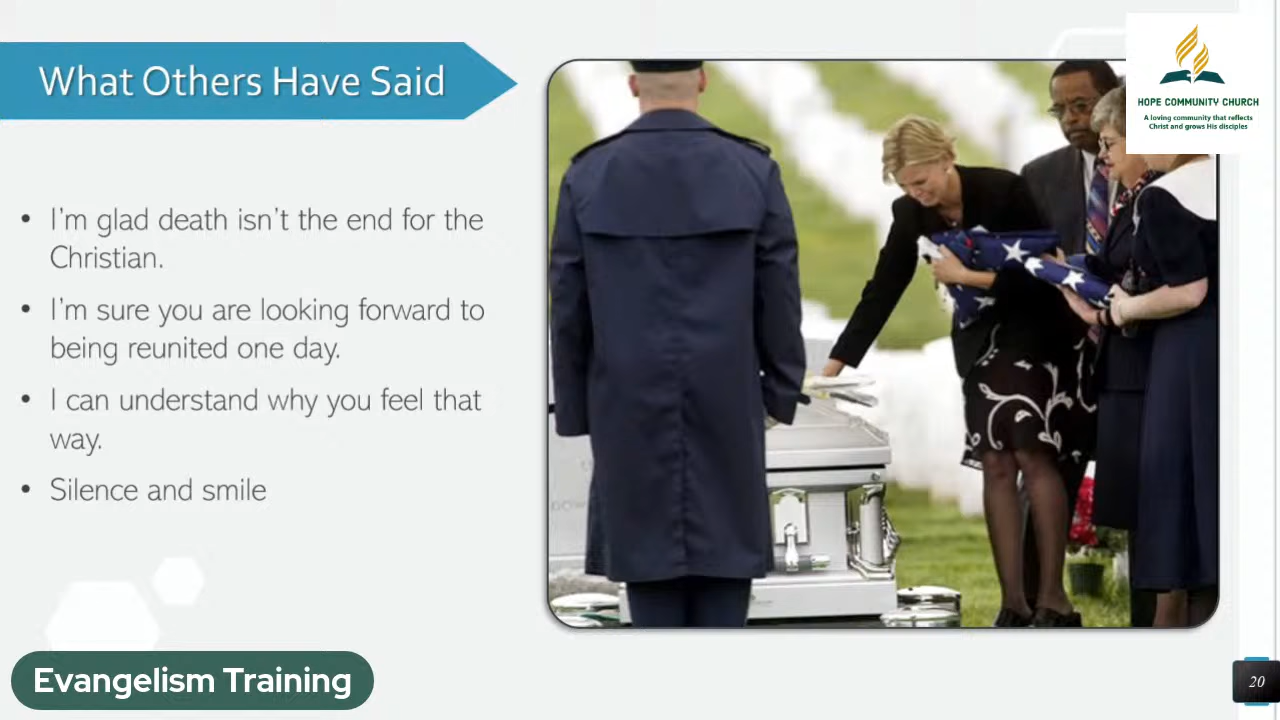 What Others Have Said
HOPE COMMUNITY CHURCH
A loving community that reflects
Christ and grows His disciples
• I'm glad death isn't the end for the
Christian.
• I'm sure you are looking forward to
being reunited one day.
• I can understand why you feel that
way.
• Silence and smile
Evangelism Training
20